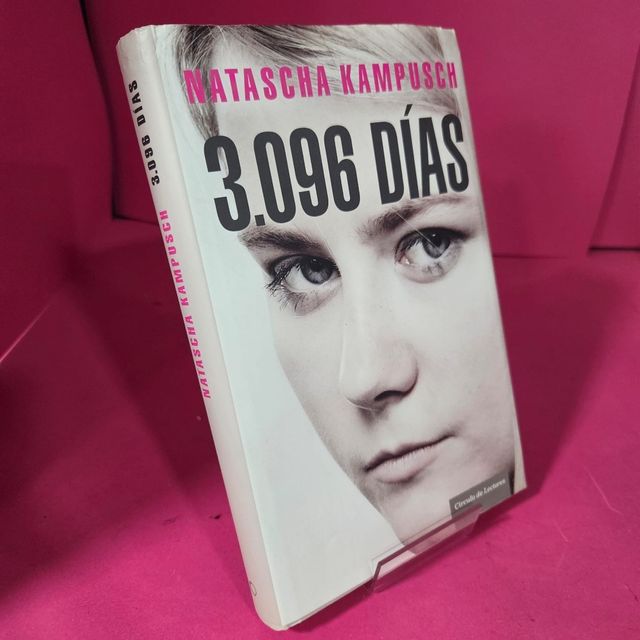 NATASCHA KAMPUSCH
3.096 DÍAS
Círculo de Lectores
NATASCHA KAMPUSCH 3.096 DÍAS